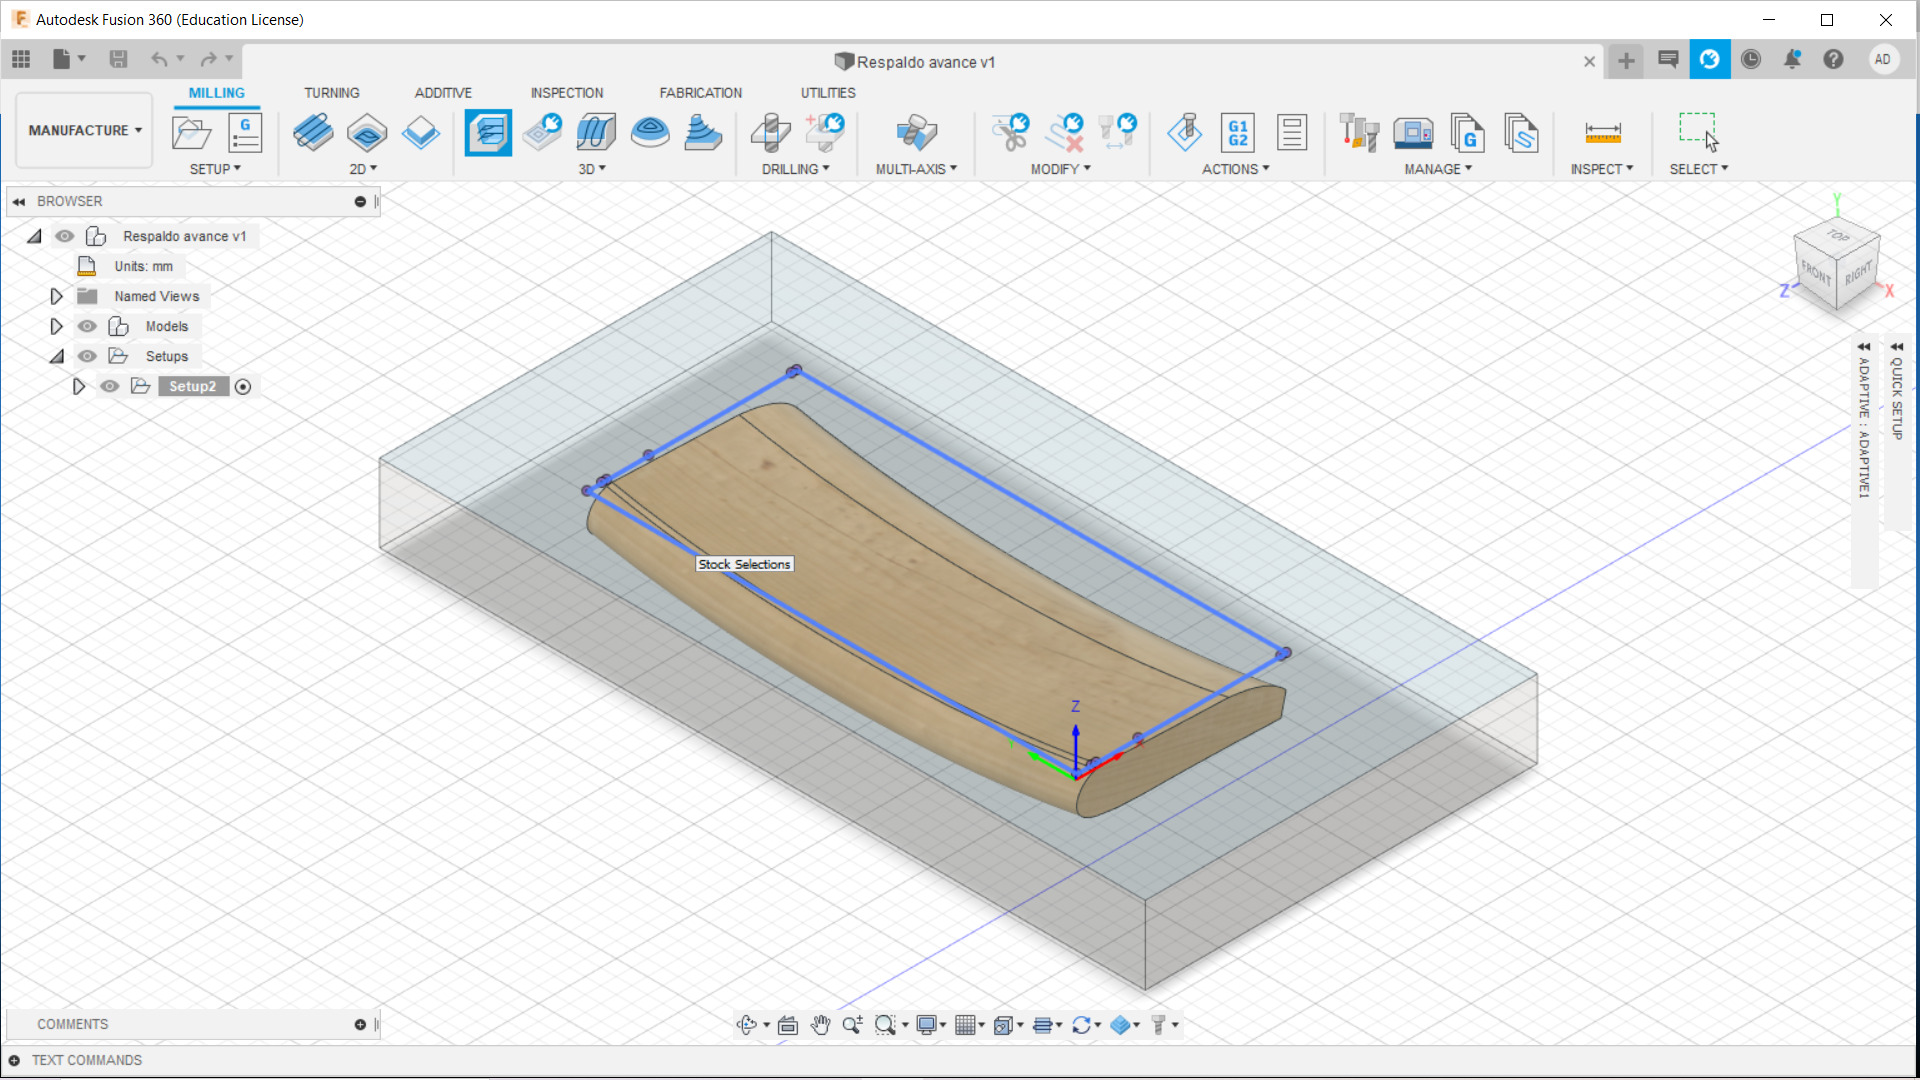 Autodesk Fusion 360 (Education License)
Respaldo avance v1
AD
MILLING TURNING ADDITIVE INSPECTION FABRICATION UTILITIES
MANUFACTURE
G
G1
G2
G
SETUP 2D 3D DRILLING MULTI-AXIS MODIFY ACTIONS MANAGE INSPECT SELECT
BROWSER
Respaldo avance v1
Units: mm
Named Views
Models
Setups
Setup2
Y
TOP
FRONT
RIGHT
Z
X
QUICK SETUP
ADAPTIVE : ADAPTIVE1
Stock Selections
Z
Y
X
COMMENTS
TEXT COMMANDS